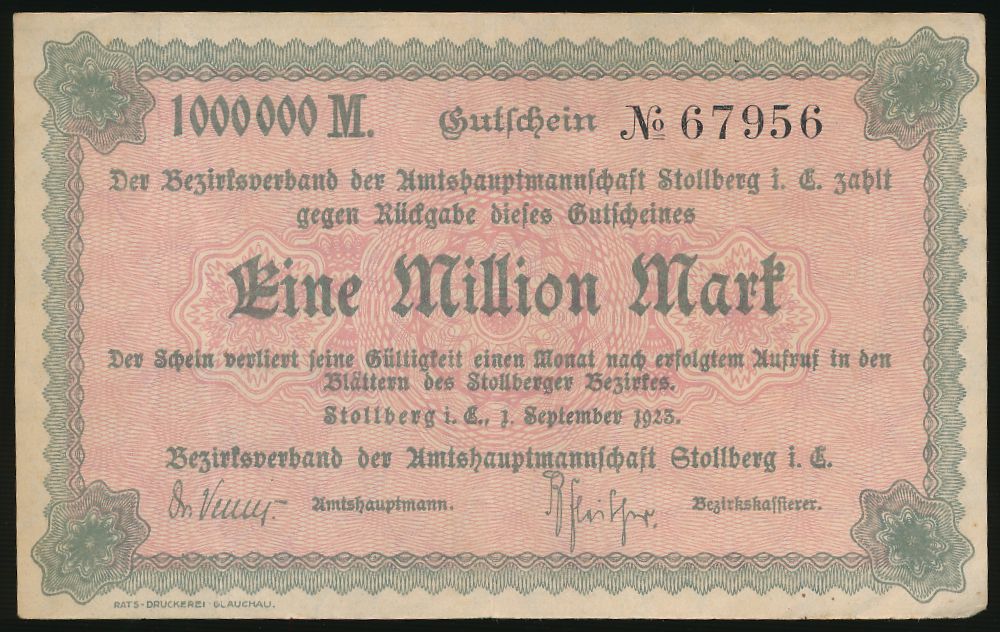 1000000 M. Gutschein № 67956
Der Bezirksverband der Amtshauptmannschaft Stollberg i. E. zahlt
gegen Rückgabe dieses Gutscheines
Eine Million Mark
Der Schein verliert seine Gültigkeit einen Monat nach erfolgtem Aufruf in den
Blättern des Stollberger Bezirkes.
Stollberg i. E., 1. September 1923.
Bezirksverband der Amtshauptmannschaft Stollberg i. E.
Amtshauptmann. Bezirkskassierer.
RATS-DRUCKEREI GLAUCHAU.